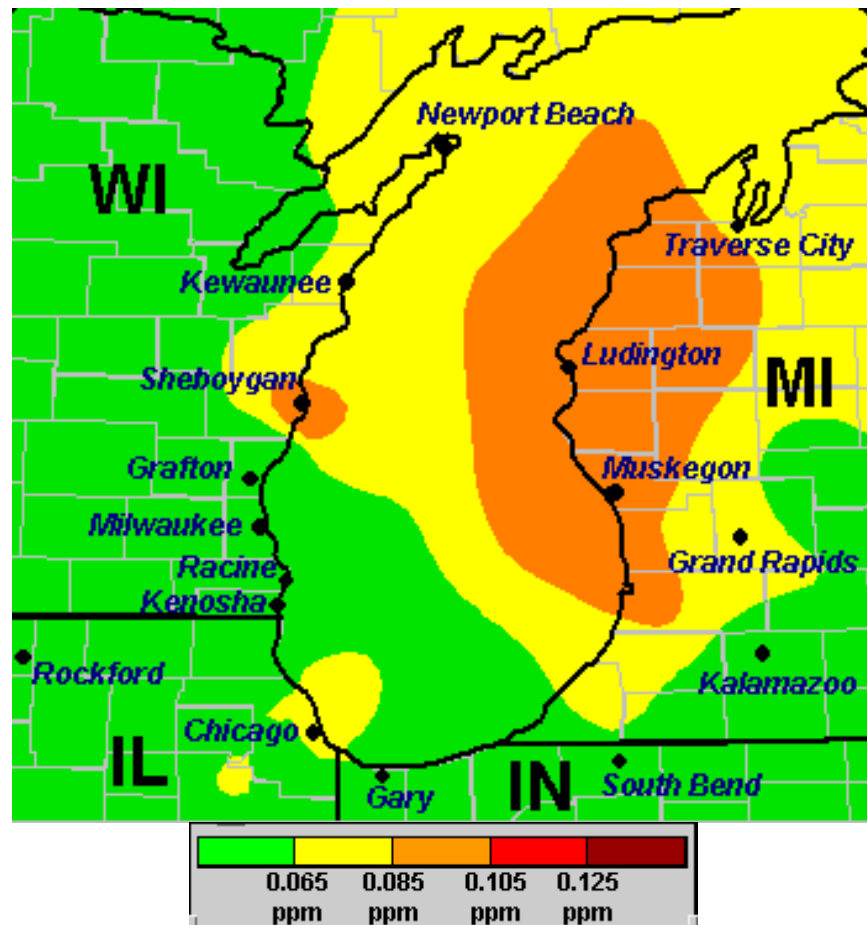 Newport Beach
WI
Traverse City
Kewaunee
Ludington
Sheboygan
MI
Grafton
Muskegon
Milwaukee
Grand Rapids
Racine
Kenosha
Rockford
Kalamazoo
Chicago
IL
IN
South Bend
Gary
0.065 0.085 0.105 0.125
ppm ppm ppm ppm